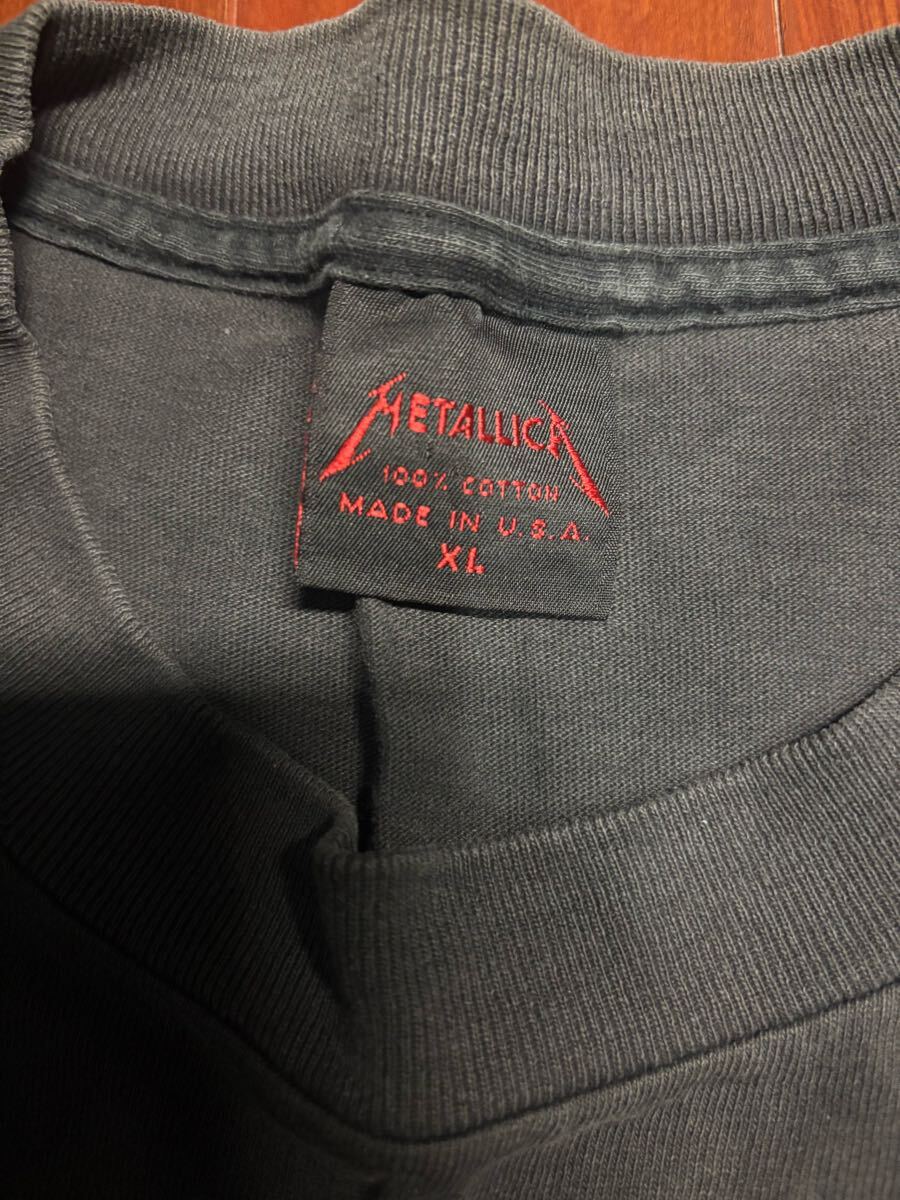 METALLICA
100% COTTON
MADE IN U.S.A.
XL